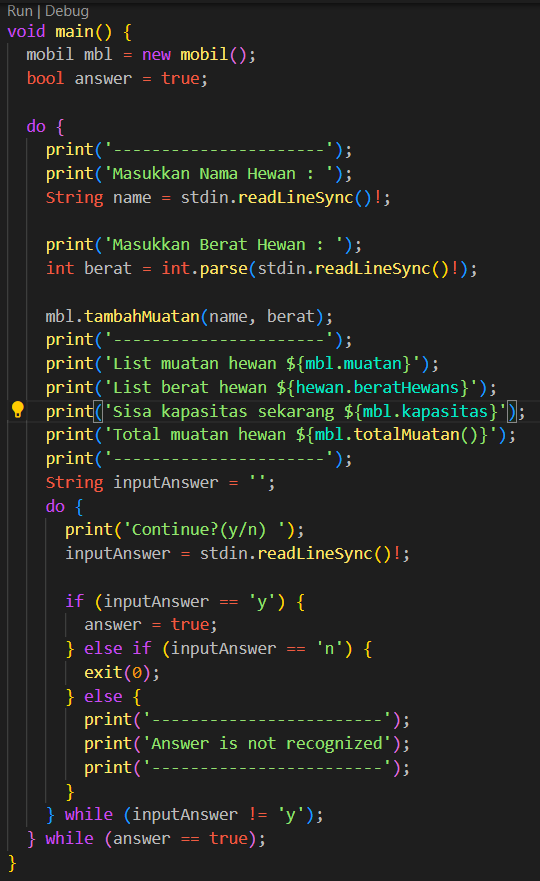 Run | Debug
void main() {
  mobil mbl = new mobil();
  bool answer = true;

  do {
    print('----------------------');
    print('Masukkan Nama Hewan : ');
    String name = stdin.readLineSync()!;

    print('Masukkan Berat Hewan : ');
    int berat = int.parse(stdin.readLineSync()!);

    mbl.tambahMuatan(name, berat);
    print('----------------------');
    print('List muatan hewan ${mbl.muatan}');
    print('List berat hewan ${hewan.beratHewans}');
    print('Sisa kapasitas sekarang ${mbl.kapasitas}');
    print('Total muatan hewan ${mbl.totalMuatan()}');
    print('----------------------');
    String inputAnswer = '';
    do {
      print('Continue?(y/n) ');
      inputAnswer = stdin.readLineSync()!;

      if (inputAnswer == 'y') {
        answer = true;
      } else if (inputAnswer == 'n') {
        exit(0);
      } else {
        print('------------------------');
        print('Answer is not recognized');
        print('------------------------');
      }
    } while (inputAnswer != 'y');
  } while (answer == true);
}